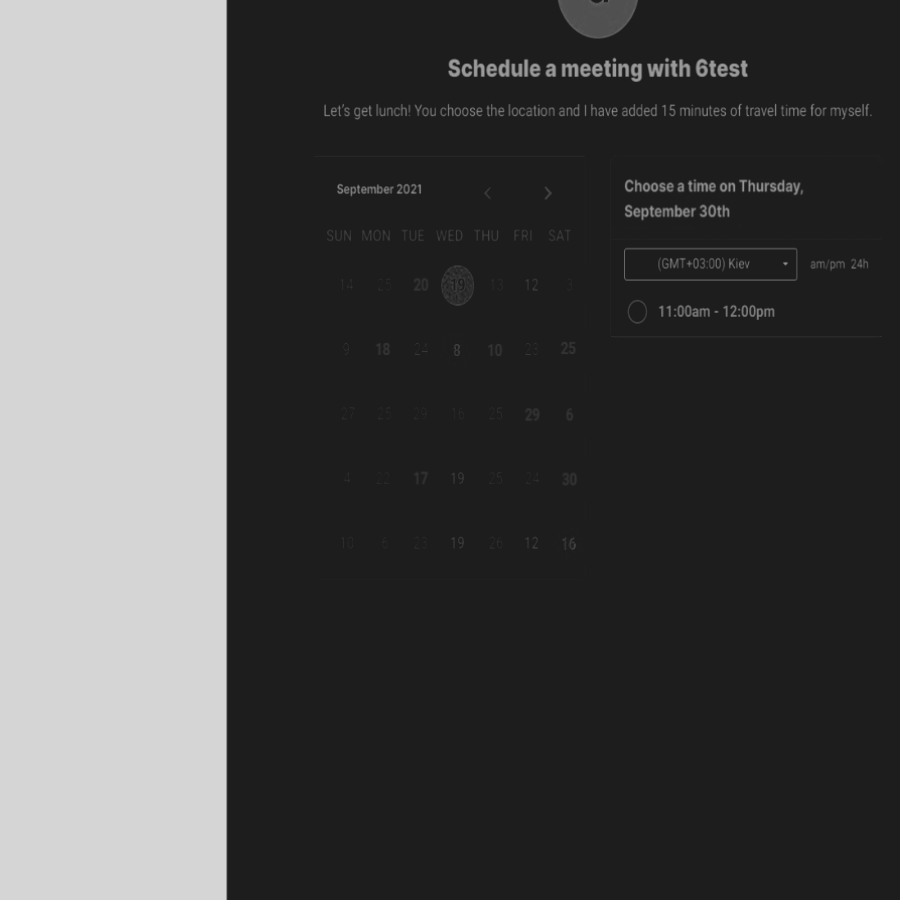 Schedule a meeting with 6test
Let's get lunch! You choose the location and I have added 15 minutes of travel time for myself.
September 2021
SUN MON TUE WED THU FRI SAT
14 25 20 19 13 12 3
9 18 24 8 10 23 25
27 25 29 16 25 29 6
4 22 17 19 25 24 30
10 6 23 19 26 12 16
Choose a time on Thursday,
September 30th
(GMT+03:00) Kiev am/pm 24h
11:00am - 12:00pm